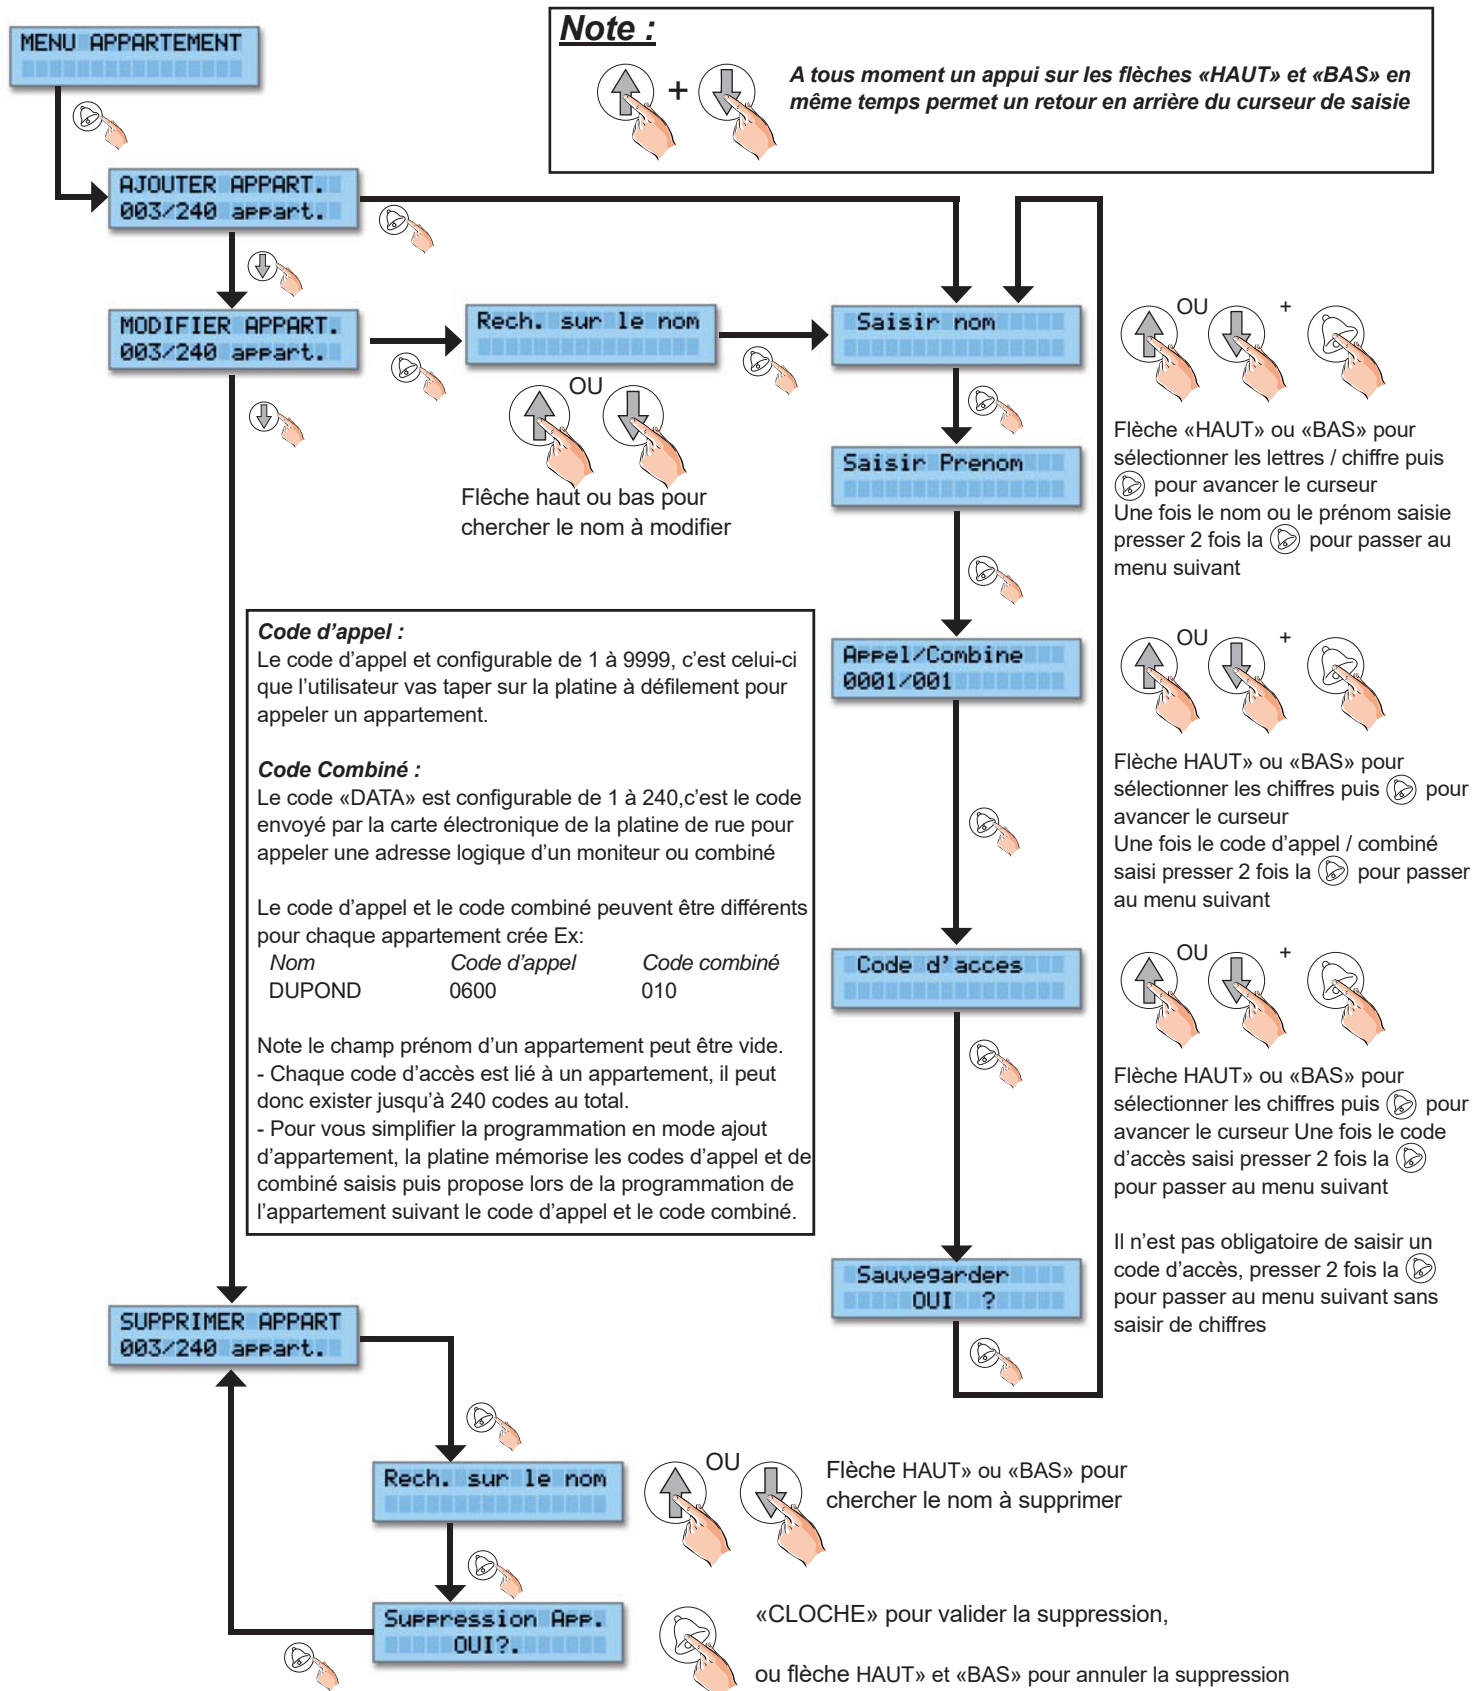 MENU APPARTEMENT
Note :
+
A tous moment un appui sur les flèches «HAUT» et «BAS» en
même temps permet un retour en arrière du curseur de saisie
AJOUTER APPART.
003/240 appart.
MODIFIER APPART.
003/240 appart.
Rech. sur le nom
OU
Flêche haut ou bas pour
chercher le nom à modifier
Saisir nom
Saisir Prenom
OU +
Flèche «HAUT» ou «BAS» pour
sélectionner les lettres / chiffre puis
pour avancer le curseur
Une fois le nom ou le prénom saisie
presser 2 fois la pour passer au
menu suivant
Code d’appel :
Le code d’appel et configurable de 1 à 9999, c’est celui-ci
que l’utilisateur vas taper sur la platine à défilement pour
appeler un appartement.
Code Combiné :
Le code «DATA» est configurable de 1 à 240,c’est le code
envoyé par la carte électronique de la platine de rue pour
appeler une adresse logique d’un moniteur ou combiné
Le code d’appel et le code combiné peuvent être différents
pour chaque appartement crée Ex:
Nom Code d’appel Code combiné
DUPOND 0600 010
Note le champ prénom d’un appartement peut être vide.
- Chaque code d’accès est lié à un appartement, il peut
donc exister jusqu’à 240 codes au total.
- Pour vous simplifier la programmation en mode ajout
d’appartement, la platine mémorise les codes d’appel et de
combiné saisis puis propose lors de la programmation de
l’appartement suivant le code d’appel et le code combiné.
Appel/Combine
0001/001
OU +
Flèche HAUT» ou «BAS» pour
sélectionner les chiffres puis pour
avancer le curseur
Une fois le code d’appel / combiné
saisi presser 2 fois la pour passer
au menu suivant
Code d’acces
OU +
Flèche HAUT» ou «BAS» pour
sélectionner les chiffres puis pour
avancer le curseur Une fois le code
d’accès saisi presser 2 fois la
pour passer au menu suivant
Il n’est pas obligatoire de saisir un
code d’accès, presser 2 fois la
pour passer au menu suivant sans
saisir de chiffres
Sauvegarder
OUI ?
SUPPRIMER APPART
003/240 appart.
Rech. sur le nom
OU
Flèche HAUT» ou «BAS» pour
chercher le nom à supprimer
Suppression App.
OUI?.
«CLOCHE» pour valider la suppression,
ou flèche HAUT» et «BAS» pour annuler la suppression